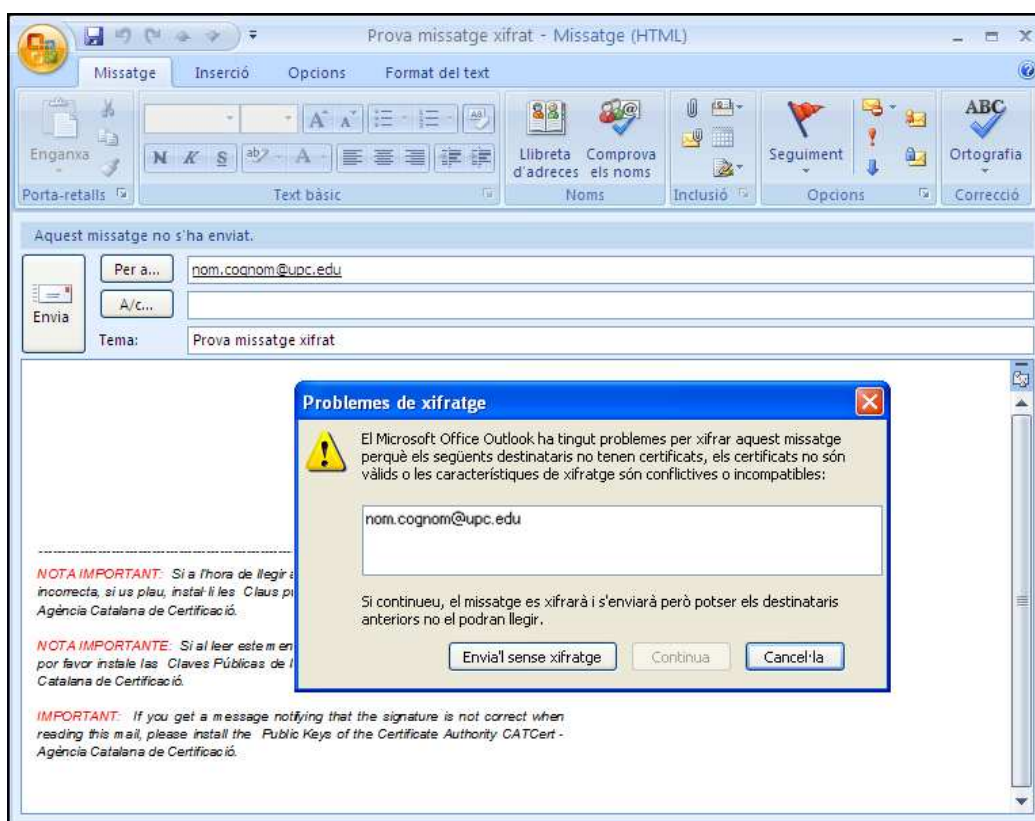 Prova missatge xifrat - Missatge (HTML)
Missatge Inserció Opcions Format del text
Enganxa
N K S
Llibreta d'adreces
Comprova els noms
Seguiment
ABC
Ortografia
Porta-retalls Text bàsic Noms Inclusió Opcions Correcció
Aquest missatge no s'ha enviat.
Envia
Per a... nom.cognom@upc.edu
A/c...
Tema: Prova missatge xifrat
Problemes de xifratge
El Microsoft Office Outlook ha tingut problemes per xifrar aquest missatge
perquè els següents destinataris no tenen certificats, els certificats no són
vàlids o les característiques de xifratge són conflictives o incompatibles:
nom.cognom@upc.edu
Si continueu, el missatge es xifrarà i s'enviarà però potser els destinataris
anteriors no el podran llegir.
Envia'l sense xifratge Continua Cancel·la
NOTA IMPORTANT: Si a l'hora de llegir
incorrecta, si us plau, instal·li les Claus
Agència Catalana de Certificació.
NOTA IMPORTANTE: Si al leer este
por favor instale las Claves Públicas de
Catalana de Certificació.
IMPORTANT: If you get a message notifying that the signature is not correct when
reading this mail, please install the Public Keys of the Certificate Authority CATCert -
Agència Catalana de Certificació.